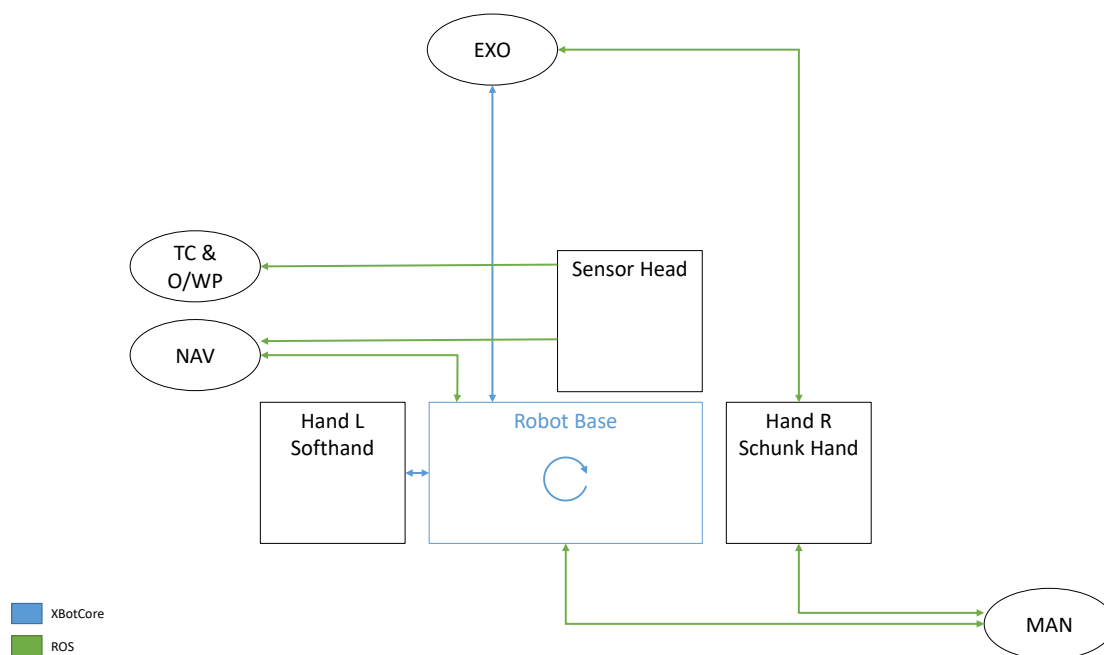 EXO
TC &
O/WP
Sensor Head
NAV
Hand L
Softhand
Robot Base
Hand R
Schunk Hand
XBotCore
ROS
MAN